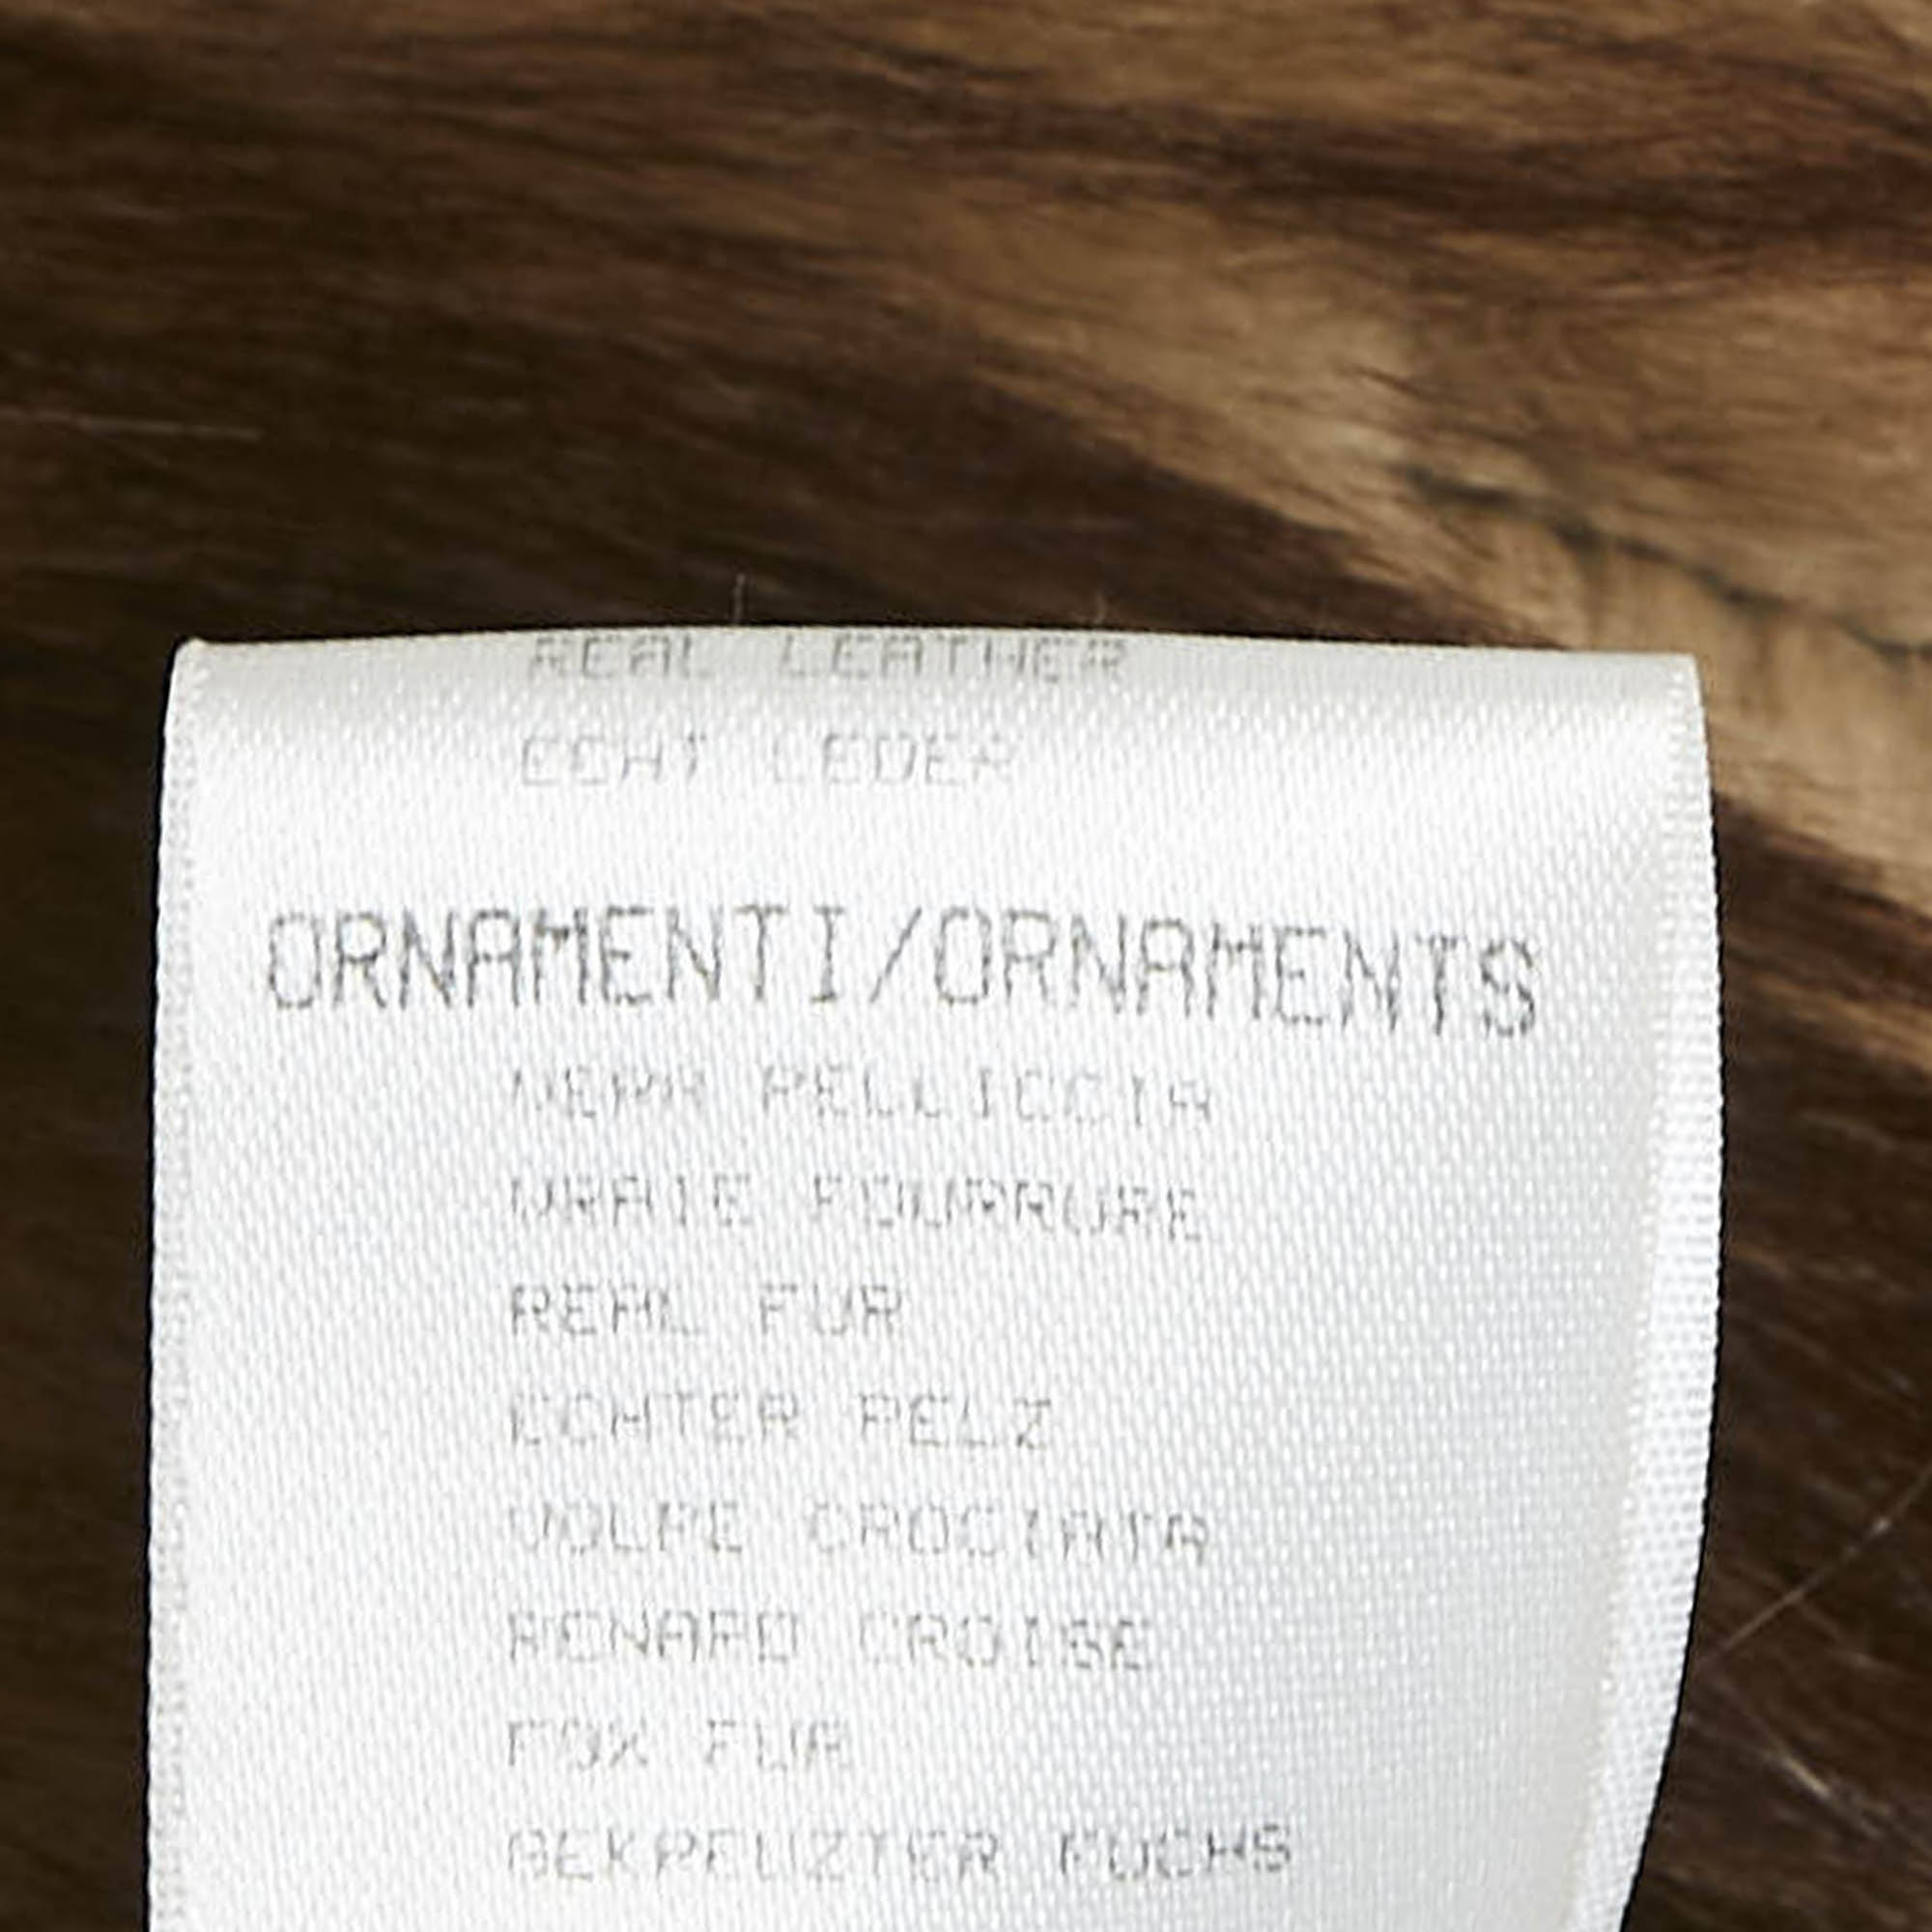 REAL LEATHER
ECHT LEDER
ORNAMENTI/ORNAMENTS
VERA PELLICCIA
VRAIE FOURRURE
REAL FUR
ECHTER PELZ
VOLPE CROCIATA
RENARD CROISE
FOX FUR
GEKREUZTER FUCHS